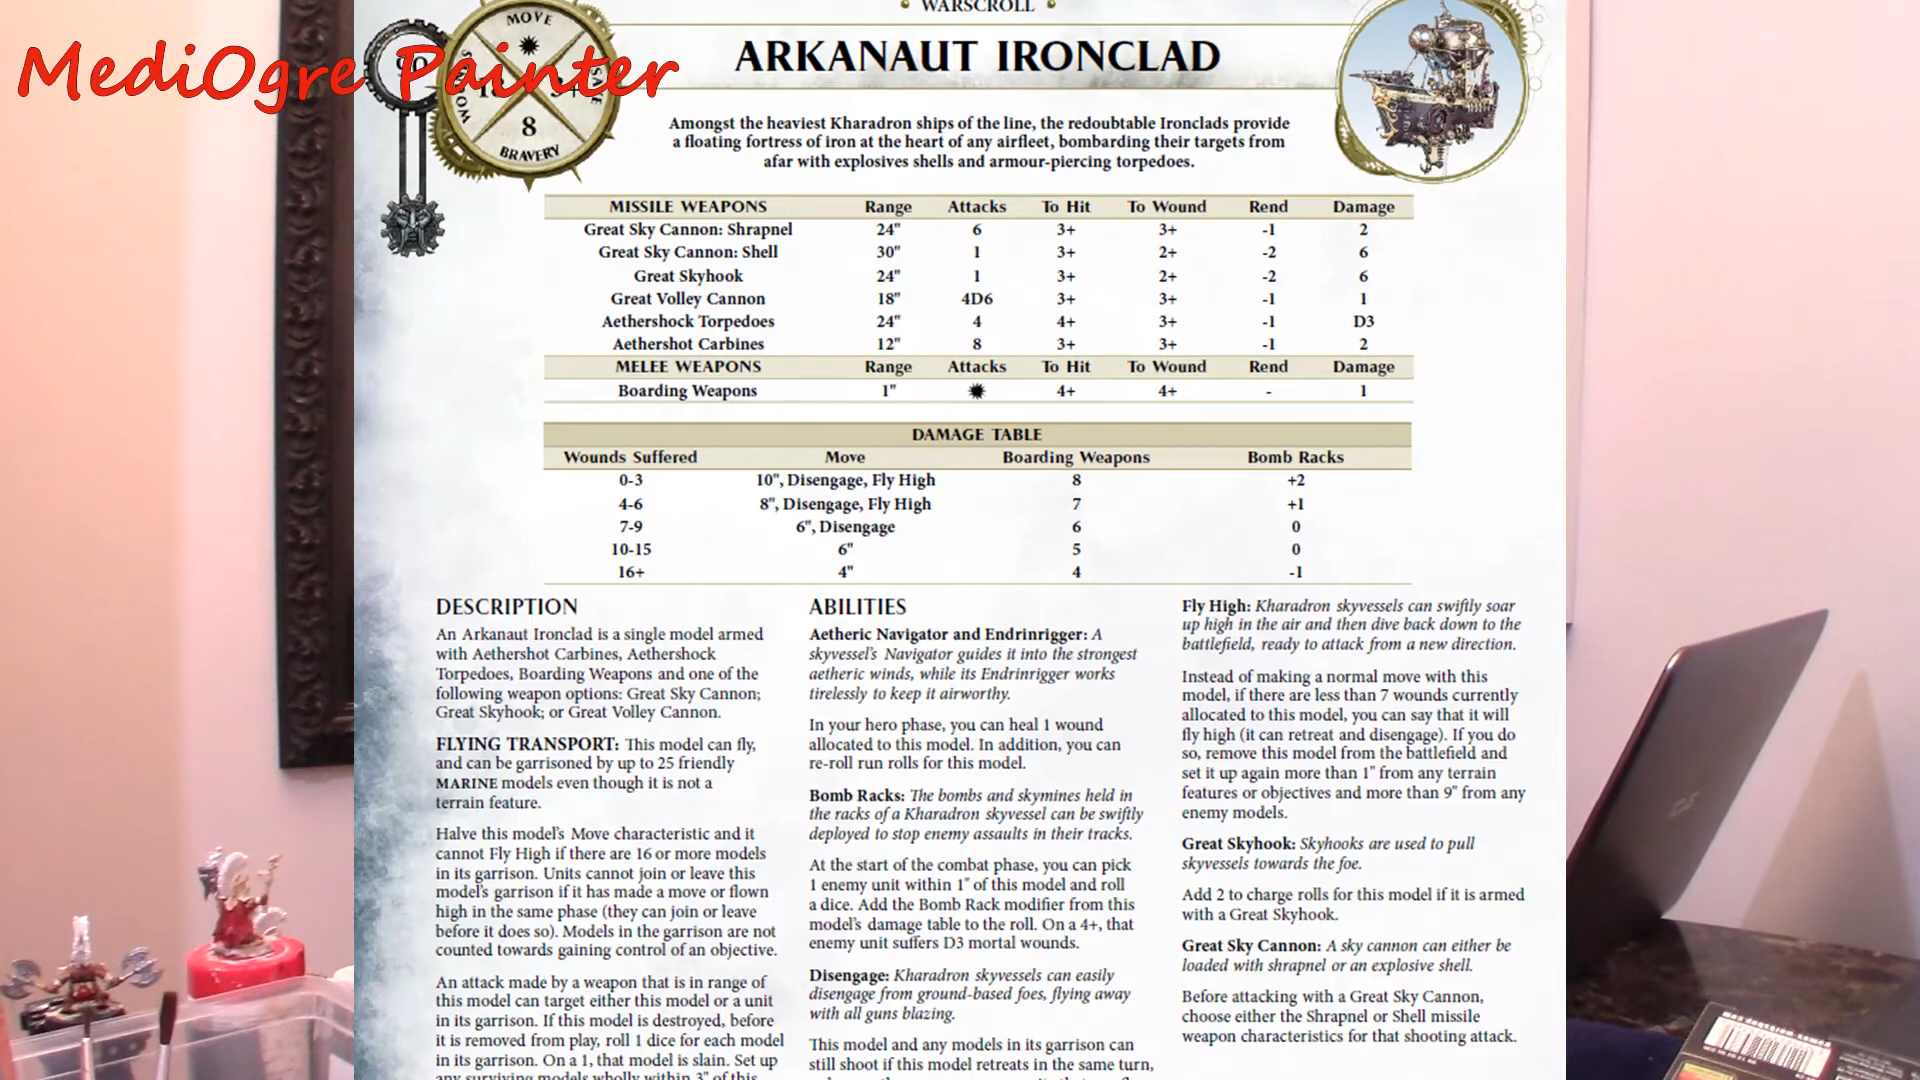 WARSCROLL
MediOgre Painter
MOVE
SAVE
8
BRAVERY
ARKANAUT IRONCLAD
Amongst the heaviest Kharadron ships of the line, the redoubtable Ironclads provide
a floating fortress of iron at the heart of any airfleet, bombarding their targets from
afar with explosives shells and armour-piercing torpedoes.
MISSILE WEAPONS Range Attacks To Hit To Wound Rend Damage
Great Sky Cannon: Shrapnel 24" 6 3+ 3+ -1 2
Great Sky Cannon: Shell 30" 1 3+ 2+ -2 6
Great Skyhook 24" 1 3+ 2+ -2 6
Great Volley Cannon 18" 4D6 3+ 3+ -1 1
Aethershock Torpedoes 24" 4 4+ 3+ -1 D3
Aethershot Carbines 12" 8 3+ 3+ -1 2
MELEE WEAPONS Range Attacks To Hit To Wound Rend Damage
Boarding Weapons 1" 4+ 4+ - 1
DAMAGE TABLE
Wounds Suffered Move Boarding Weapons Bomb Racks
0-3 10", Disengage, Fly High 8 +2
4-6 8", Disengage, Fly High 7 +1
7-9 6", Disengage 6 0
10-15 6" 5 0
16+ 4" 4 -1
DESCRIPTION
An Arkanaut Ironclad is a single model armed
with Aethershot Carbines, Aethershock
Torpedoes, Boarding Weapons and one of the
following weapon options: Great Sky Cannon;
Great Skyhook; or Great Volley Cannon.
FLYING TRANSPORT: This model can fly,
and can be garrisoned by up to 25 friendly
MARINE models even though it is not a
terrain feature.
Halve this model's Move characteristic and it
cannot Fly High if there are 16 or more models
in its garrison. Units cannot join or leave this
model's garrison if it has made a move or flown
high in the same phase (they can join or leave
before it does so). Models in the garrison are not
counted towards gaining control of an objective.
An attack made by a weapon that is in range of
this model can target either this model or a unit
in its garrison. If this model is destroyed, before
it is removed from play, roll 1 dice for each model
in its garrison. On a 1, that model is slain. Set up
any surviving models wholly within 3" of this
ABILITIES
Aetheric Navigator and Endrinrigger: A
skyvessel's Navigator guides it into the strongest
aetheric winds, while its Endrinrigger works
tirelessly to keep it airworthy.
In your hero phase, you can heal 1 wound
allocated to this model. In addition, you can
re-roll run rolls for this model.
Bomb Racks: The bombs and skymines held in
the racks of a Kharadron skyvessel can be swiftly
deployed to stop enemy assaults in their tracks.
At the start of the combat phase, you can pick
1 enemy unit within 1" of this model and roll
a dice. Add the Bomb Rack modifier from this
model's damage table to the roll. On a 4+, that
enemy unit suffers D3 mortal wounds.
Disengage: Kharadron skyvessels can easily
disengage from ground-based foes, flying away
with all guns blazing.
This model and any models in its garrison can
still shoot if this model retreats in the same turn,
Fly High: Kharadron skyvessels can swiftly soar
up high in the air and then dive back down to the
battlefield, ready to attack from a new direction.
Instead of making a normal move with this
model, if there are less than 7 wounds currently
allocated to this model, you can say that it will
fly high (it can retreat and disengage). If you do
so, remove this model from the battlefield and
set it up again more than 1" from any terrain
features or objectives and more than 9" from any
enemy models.
Great Skyhook: Skyhooks are used to pull
skyvessels towards the foe.
Add 2 to charge rolls for this model if it is armed
with a Great Skyhook.
Great Sky Cannon: A sky cannon can either be
loaded with shrapnel or an explosive shell.
Before attacking with a Great Sky Cannon,
choose either the Shrapnel or Shell missile
weapon characteristics for that shooting attack.